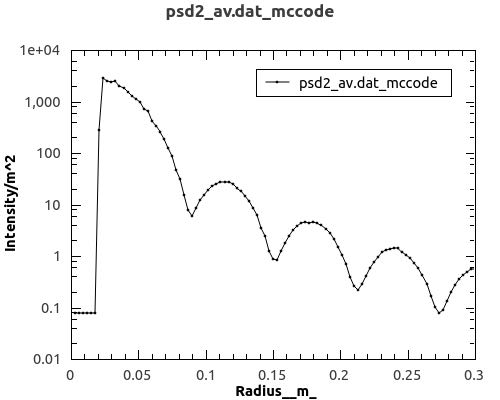 psd2_av.dat_mccode
1e+04
psd2_av.dat_mccode
1,000
100
10
1
0.1
0.01
Intensity/m^2
0 0.05 0.1 0.15 0.2 0.25 0.3
Radius__m_